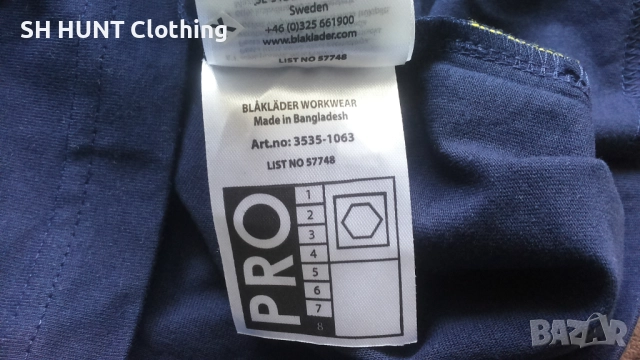 SH HUNT Clothing
Sweden
+46 (0)325 661900
www.blaklader.com
LIST NO 57748
BLÅKLÄDER WORKWEAR
Made in Bangladesh
Art.no: 3535-1063
LIST NO 57748
PRO
1
2
3
4
5
6
7
8
BAZAR